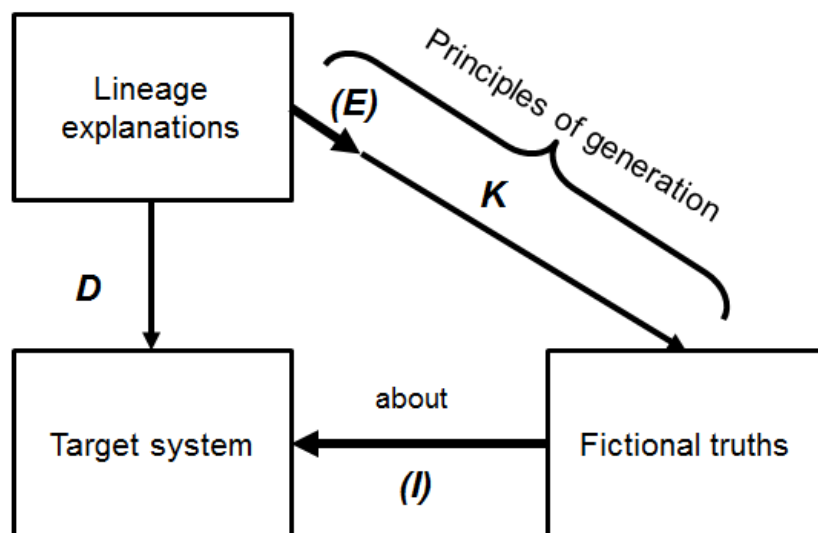 Lineage
explanations
(E)
Principles of generation
K
D
about
Target system
Fictional truths
(I)